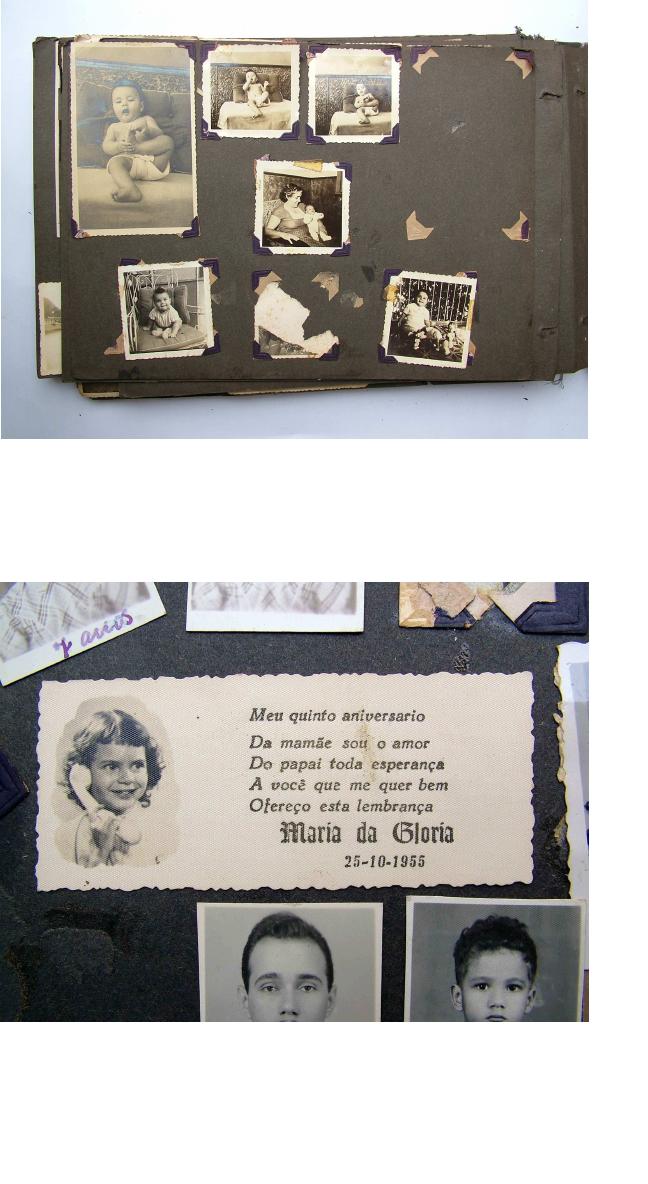 7 anos
Meu quinto aniversario
Da mamãe sou o amor
Do papai toda esperança
A você que me quer bem
Ofereço esta lembrança
Maria da Gloria
25-10-1955